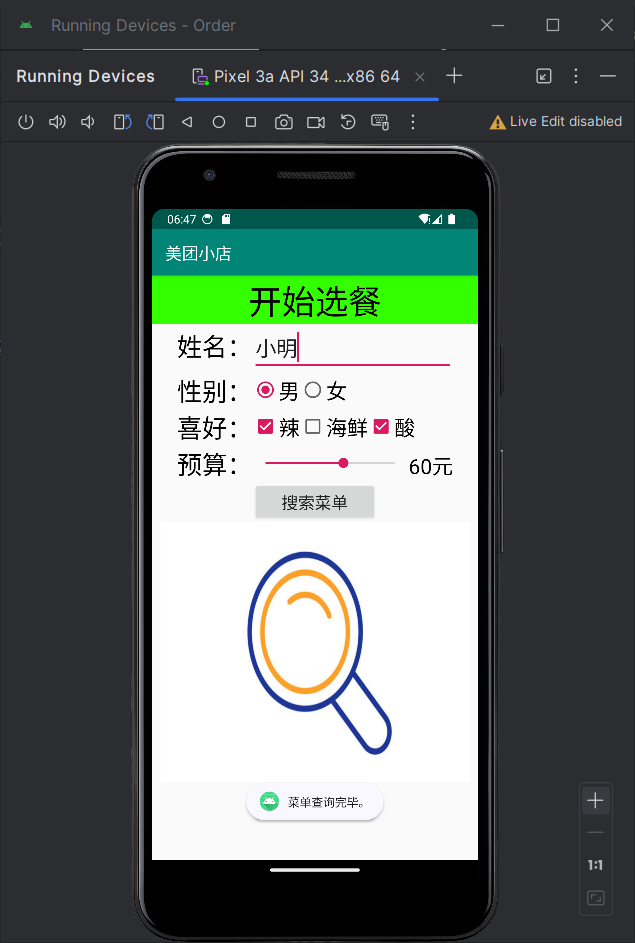 Running Devices - Order
Running Devices
Pixel 3a API 34 ...x86 64
Live Edit disabled
06:47
美团小店
开始选餐
姓名：小明
性别：男 女
喜好：辣 海鲜 酸
预算：60元
搜索菜单
菜单查询完毕。
1:1